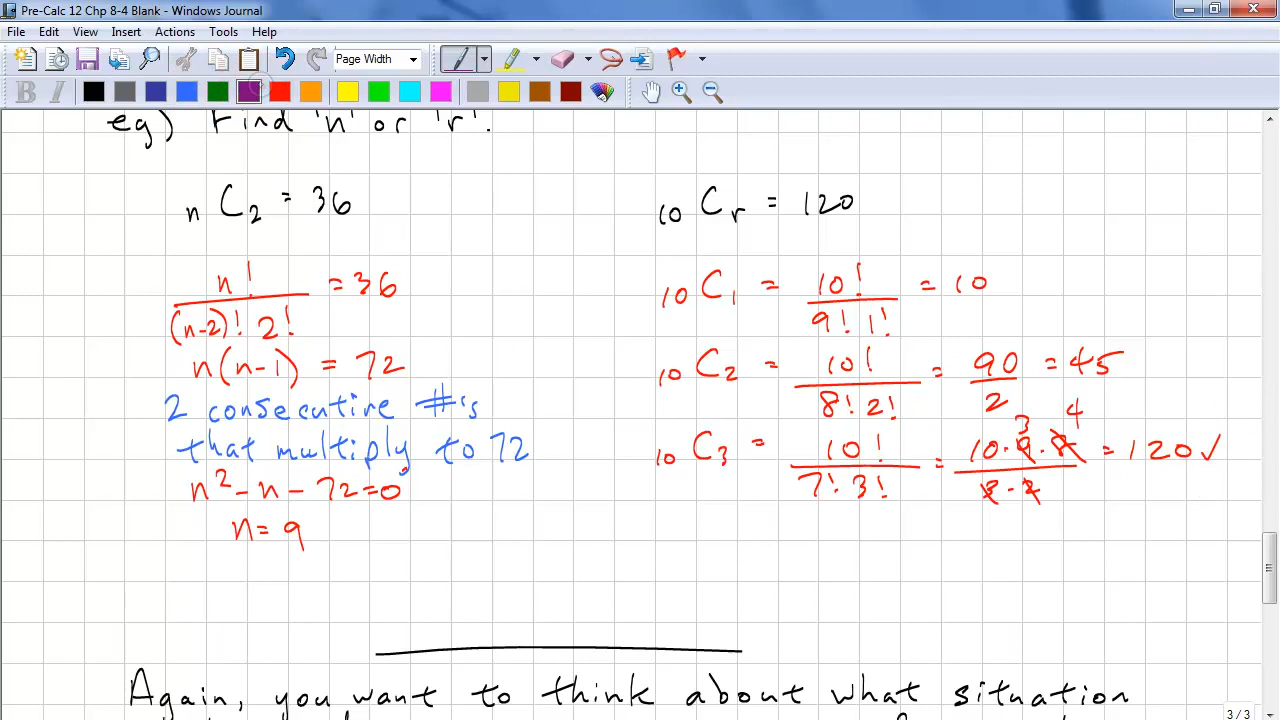 Pre-Calc 12 Chp 8-4 Blank - Windows Journal
File Edit View Insert Actions Tools Help
Page Width
B I
eg) Find 'n' or 'r'.
nC2 = 36
n! / (n-2)! 2! = 36
n(n-1) = 72
2 consecutive #'s
that multiply to 72
n² - n - 72 = 0
n = 9
10Cr = 120
10C1 = 10! / 9! 1! = 10
10C2 = 10! / 8! 2! = 90 / 2 = 45
3 4
10C3 = 10! / 7! 3! = 10 · 9 · 8 / 3 · 2 = 120 ✓
Again, you want to think about what situation
3/3